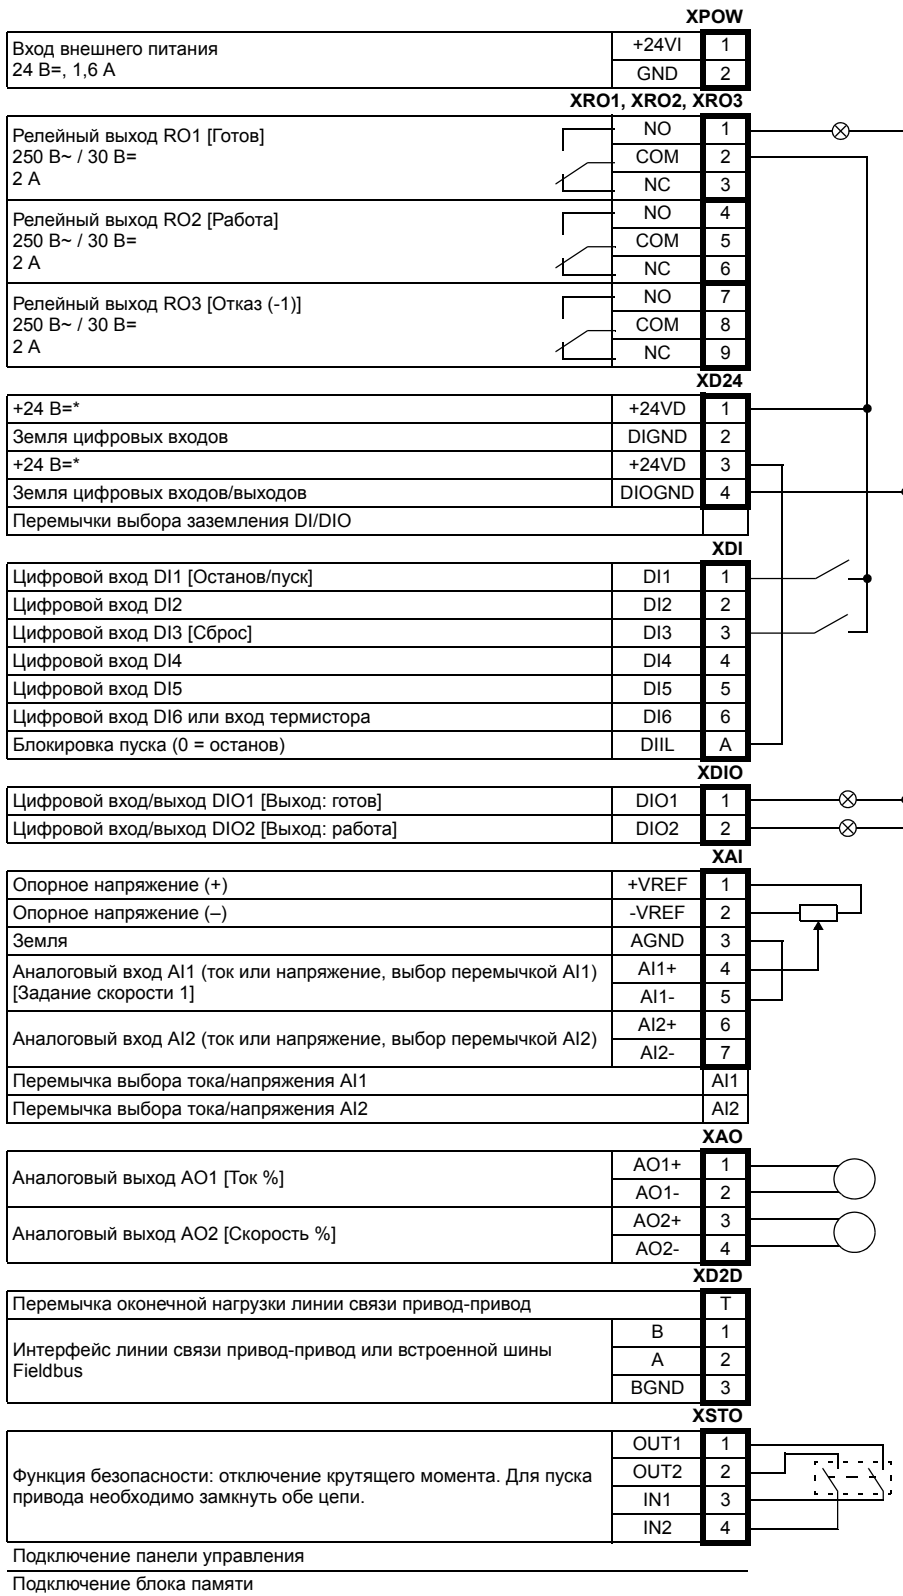 XPOW
Вход внешнего питания +24VI 1
24 В=, 1,6 А GND 2
XRO1, XRO2, XRO3
Релейный выход RO1 [Готов] NO 1
250 В~ / 30 В= COM 2
2 А NC 3
Релейный выход RO2 [Работа] NO 4
250 В~ / 30 В= COM 5
2 А NC 6
Релейный выход RO3 [Отказ (-1)] NO 7
250 В~ / 30 В= COM 8
2 А NC 9
XD24
+24 В=* +24VD 1
Земля цифровых входов DIGND 2
+24 В=* +24VD 3
Земля цифровых входов/выходов DIOGND 4
Перемычки выбора заземления DI/DIO
XDI
Цифровой вход DI1 [Останов/пуск] DI1 1
Цифровой вход DI2 DI2 2
Цифровой вход DI3 [Сброс] DI3 3
Цифровой вход DI4 DI4 4
Цифровой вход DI5 DI5 5
Цифровой вход DI6 или вход термистора DI6 6
Блокировка пуска (0 = останов) DIIL A
XDIO
Цифровой вход/выход DIO1 [Выход: готов] DIO1 1
Цифровой вход/выход DIO2 [Выход: работа] DIO2 2
XAI
Опорное напряжение (+) +VREF 1
Опорное напряжение (–) -VREF 2
Земля AGND 3
Аналоговый вход AI1 (ток или напряжение, выбор перемычкой AI1) AI1+ 4
[Задание скорости 1] AI1- 5
Аналоговый вход AI2 (ток или напряжение, выбор перемычкой AI2) AI2+ 6
AI2- 7
Перемычка выбора тока/напряжения AI1 AI1
Перемычка выбора тока/напряжения AI2 AI2
XAO
Аналоговый выход AO1 [Ток %] AO1+ 1
AO1- 2
Аналоговый выход AO2 [Скорость %] AO2+ 3
AO2- 4
XD2D
Перемычка оконечной нагрузки линии связи привод-привод T
B 1
Интерфейс линии связи привод-привод или встроенной шины A 2
Fieldbus BGND 3
XSTO
OUT1 1
Функция безопасности: отключение крутящего момента. Для пуска OUT2 2
привода необходимо замкнуть обе цепи. IN1 3
IN2 4
Подключение панели управления
Подключение блока памяти